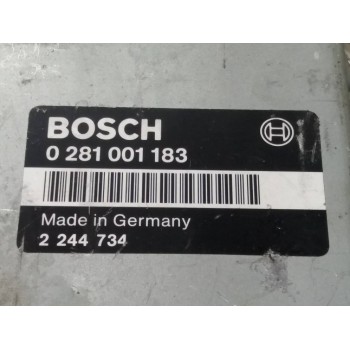 BOSCH
0 281 001 183
Made in Germany
2 244 734